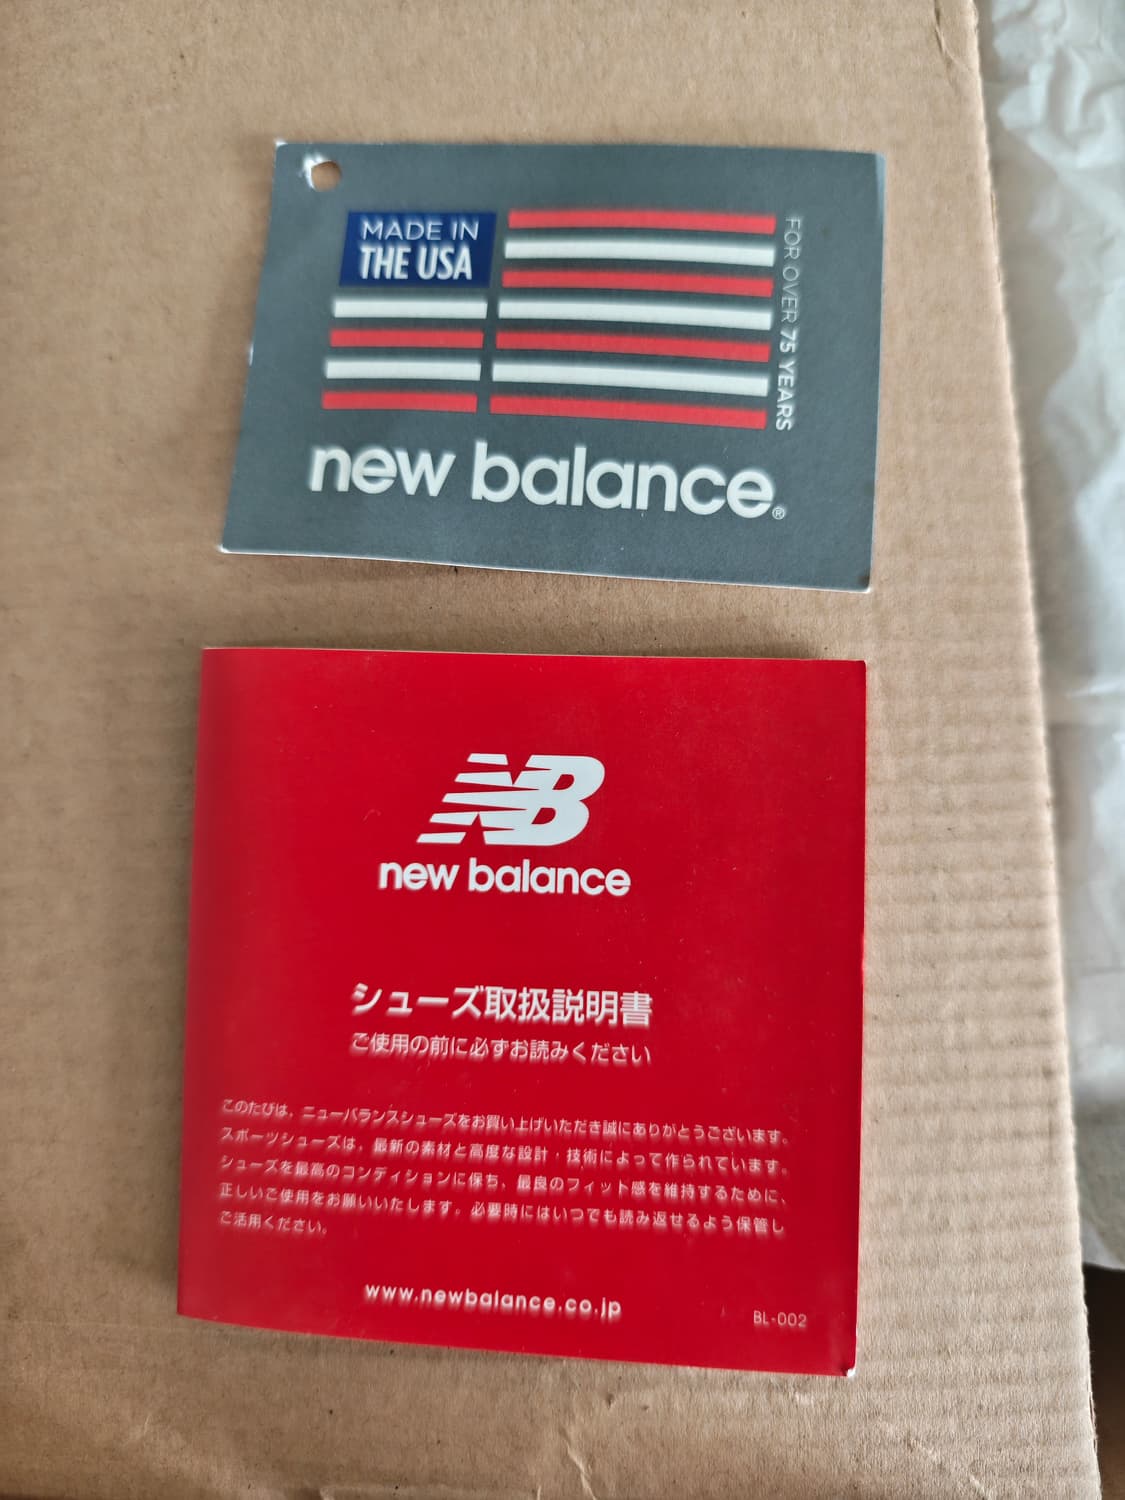 MADE IN
THE USA
FOR OVER 75 YEARS
new balance®
NB
new balance
シューズ取扱説明書
ご使用の前に必ずお読みください
このたびは、ニューバランスシューズをお買い上げいただき誠にありがとうございます。
スポーツシューズは、最新の素材と高度な設計・技術によって作られています。
シューズを最高のコンディションに保ち、最良のフィット感を維持するために、
正しいご使用をお願いいたします。必要時にはいつでも読み返せるよう保管し
ご活用ください。
www.newbalance.co.jp
BL-002